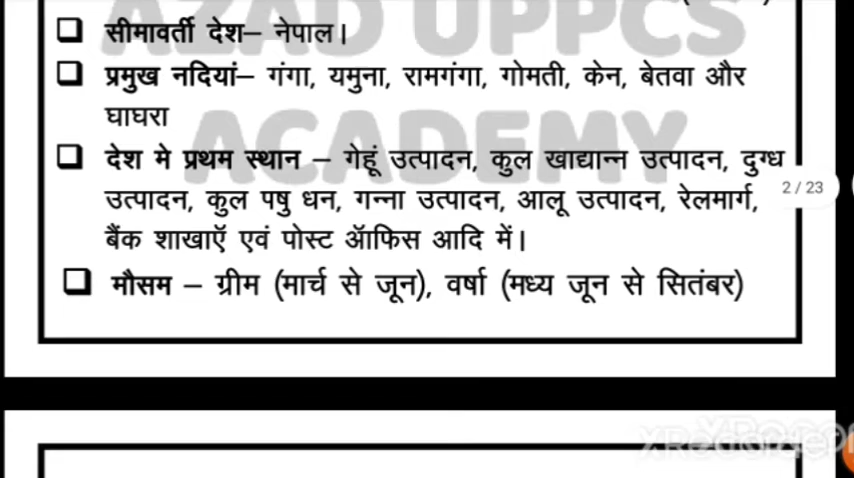 AZAD UPPCS
❑ सीमावर्ती देश– नेपाल।
❑ प्रमुख नदियां– गंगा, यमुना, रामगंगा, गोमती, केन, बेतवा और
घाघरा
ACADEMY
❑ देश मे प्रथम स्थान – गेहूं उत्पादन, कुल खाद्यान्न उत्पादन, दुग्ध
उत्पादन, कुल पषु धन, गन्ना उत्पादन, आलू उत्पादन, रेलमार्ग,
2 / 23
बैंक शाखाऍ एवं पोस्ट ऑफिस आदि में।
❑ मौसम – ग्रीम (मार्च से जून), वर्षा (मध्य जून से सितंबर)